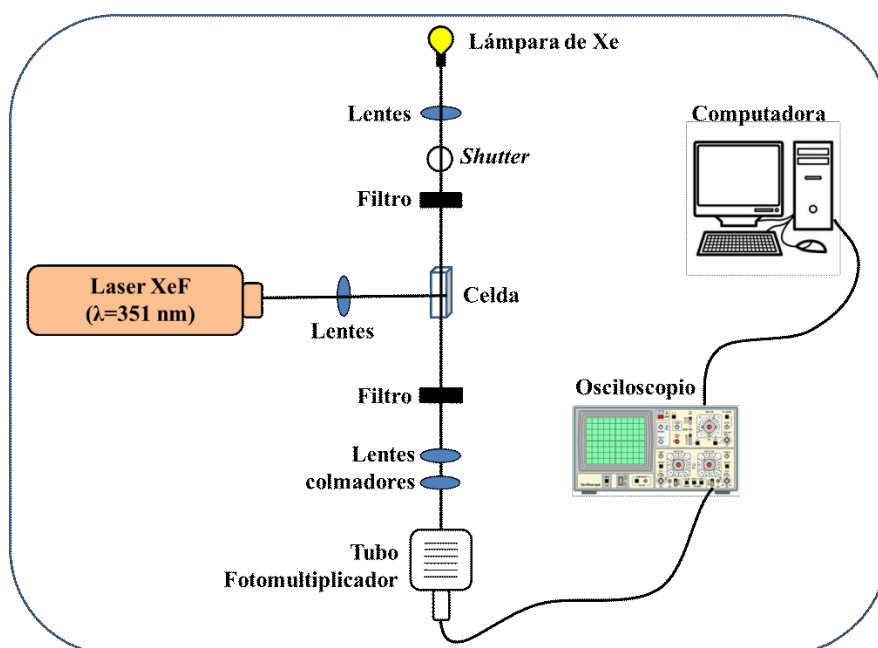 Lámpara de Xe
Lentes
Computadora
Shutter
Filtro
Laser XeF
(λ=351 nm)
Celda
Lentes
Filtro
Osciloscopio
Lentes
colmadores
Tubo
Fotomultiplicador